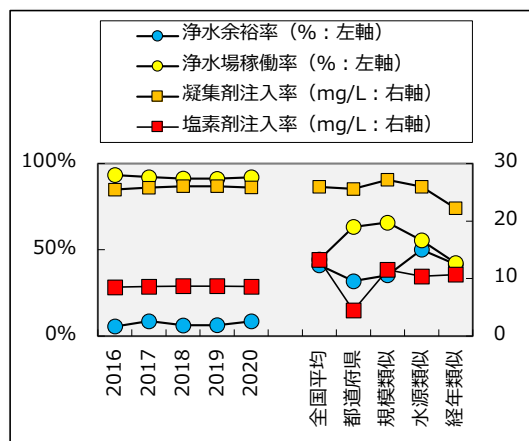 浄水余裕率（%：左軸）
浄水場稼働率（%：左軸）
凝集剤注入率（mg/L：右軸）
塩素剤注入率（mg/L：右軸）
100%
50%
0%
30
20
10
0
2016
2017
2018
2019
2020
全国平均
都道府県
規模類似
水源類似
経年類似